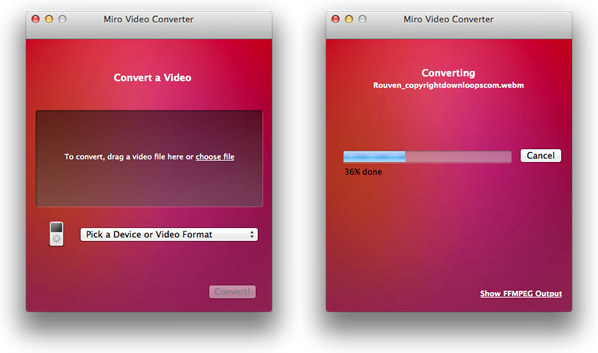 Miro Video Converter
Convert a Video
To convert, drag a video file here or choose file
Pick a Device or Video Format
Convert!
Miro Video Converter
Converting
Rouven_copyrightdownloopscom.webm
Cancel
36% done
Show FFMPEG Output